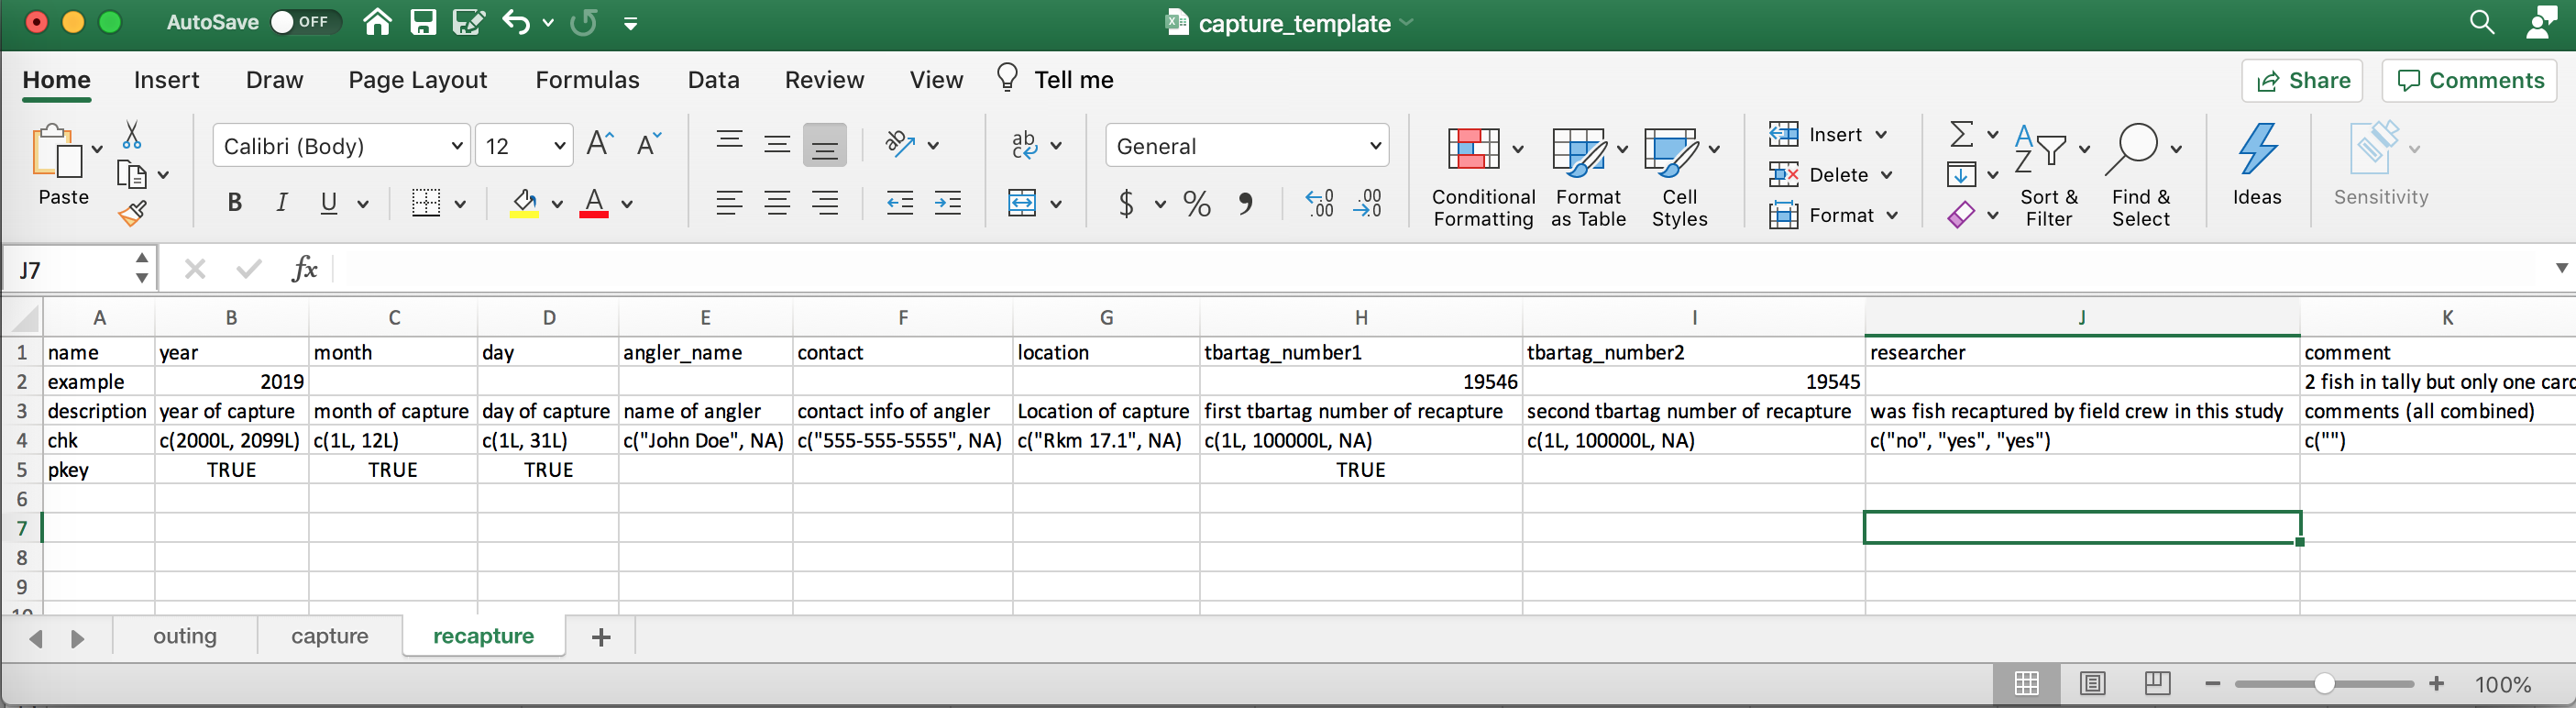 AutoSave OFF capture_template
Home Insert Draw Page Layout Formulas Data Review View Tell me Share Comments
Paste Calibri (Body) 12 A A ab c General Conditional Formatting Format as Table Cell Styles Insert Delete Format A Z Sort & Filter Find & Select Ideas Sensitivity
B I U A $ % , .0 .00 .00 .0
J7 fx
A B C D E F G H I J K
1 name year month day angler_name contact location tbartag_number1 tbartag_number2 researcher comment
2 example 2019 19546 19545 2 fish in tally but only one card
3 description year of capture month of capture day of capture name of angler contact info of angler Location of capture first tbartag number of recapture second tbartag number of recapture was fish recaptured by field crew in this study comments (all combined)
4 chk c(2000L, 2099L) c(1L, 12L) c(1L, 31L) c("John Doe", NA) c("555-555-5555", NA) c("Rkm 17.1", NA) c(1L, 100000L, NA) c(1L, 100000L, NA) c("no", "yes", "yes") c("")
5 pkey TRUE TRUE TRUE TRUE
6
7
8
9
10
outing capture recapture +
100%